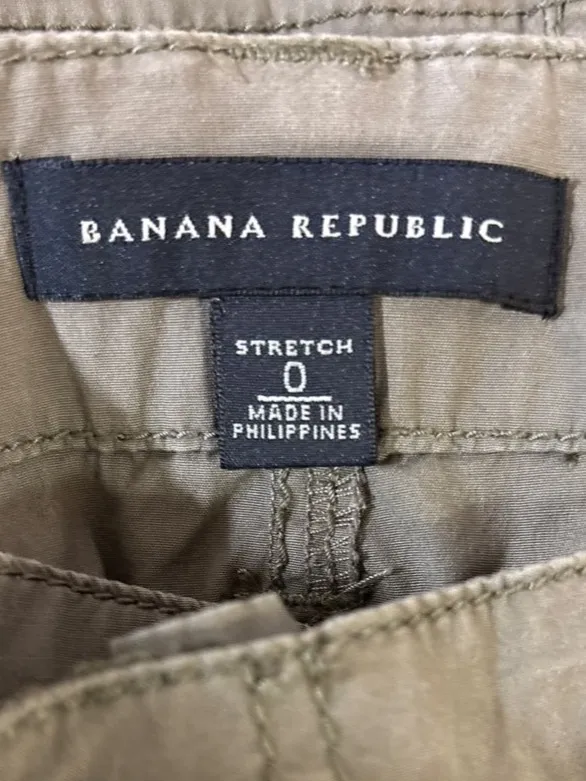 BANANA REPUBLIC
STRETCH
0
MADE IN
PHILIPPINES